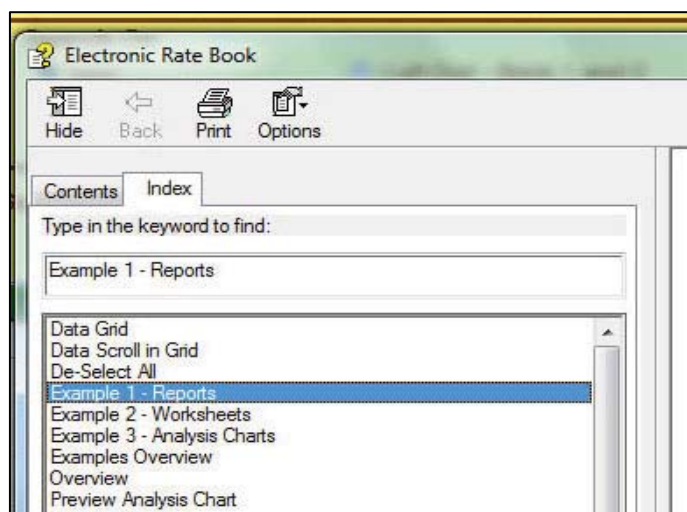 Electronic Rate Book
Hide Back Print Options
Contents Index
Type in the keyword to find:
Example 1 - Reports
Data Grid
Data Scroll in Grid
De-Select All
Example 1 - Reports
Example 2 - Worksheets
Example 3 - Analysis Charts
Examples Overview
Overview
Preview Analysis Chart